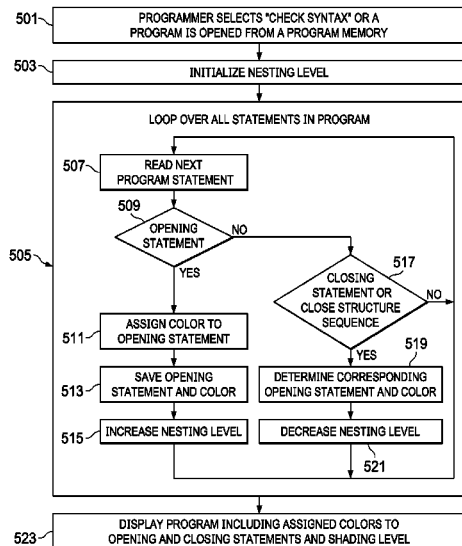 501
PROGRAMMER SELECTS "CHECK SYNTAX" OR A
PROGRAM IS OPENED FROM A PROGRAM MEMORY
503
INITIALIZE NESTING LEVEL
505
LOOP OVER ALL STATEMENTS IN PROGRAM
507
READ NEXT
PROGRAM STATEMENT
509
OPENING
STATEMENT
NO
YES
517
CLOSING
STATEMENT OR
CLOSE STRUCTURE
SEQUENCE
NO
YES
511
ASSIGN COLOR TO
OPENING STATEMENT
513
SAVE OPENING
STATEMENT AND COLOR
519
DETERMINE CORRESPONDING
OPENING STATEMENT AND COLOR
515
INCREASE NESTING LEVEL
DECREASE NESTING LEVEL
521
523
DISPLAY PROGRAM INCLUDING ASSIGNED COLORS TO
OPENING AND CLOSING STATEMENTS AND SHADING LEVEL